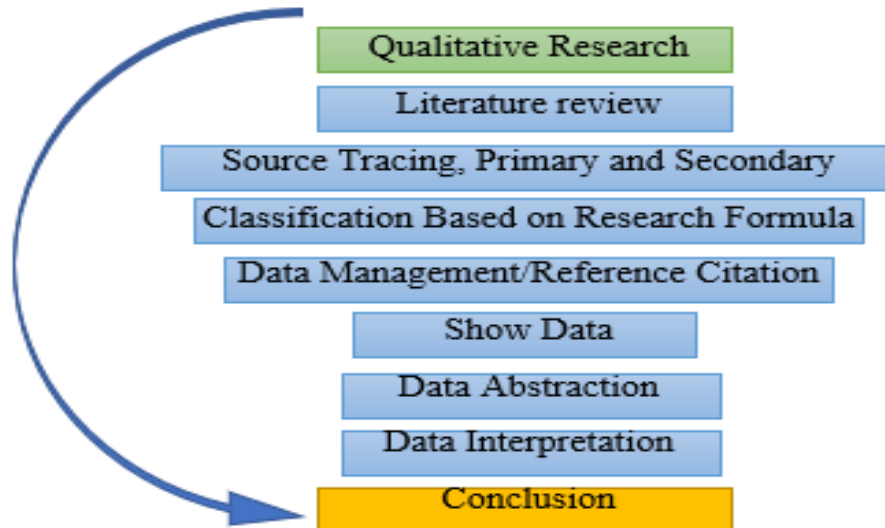 Qualitative Research
Literature review
Source Tracing, Primary and Secondary
Classification Based on Research Formula
Data Management/Reference Citation
Show Data
Data Abstraction
Data Interpretation
Conclusion